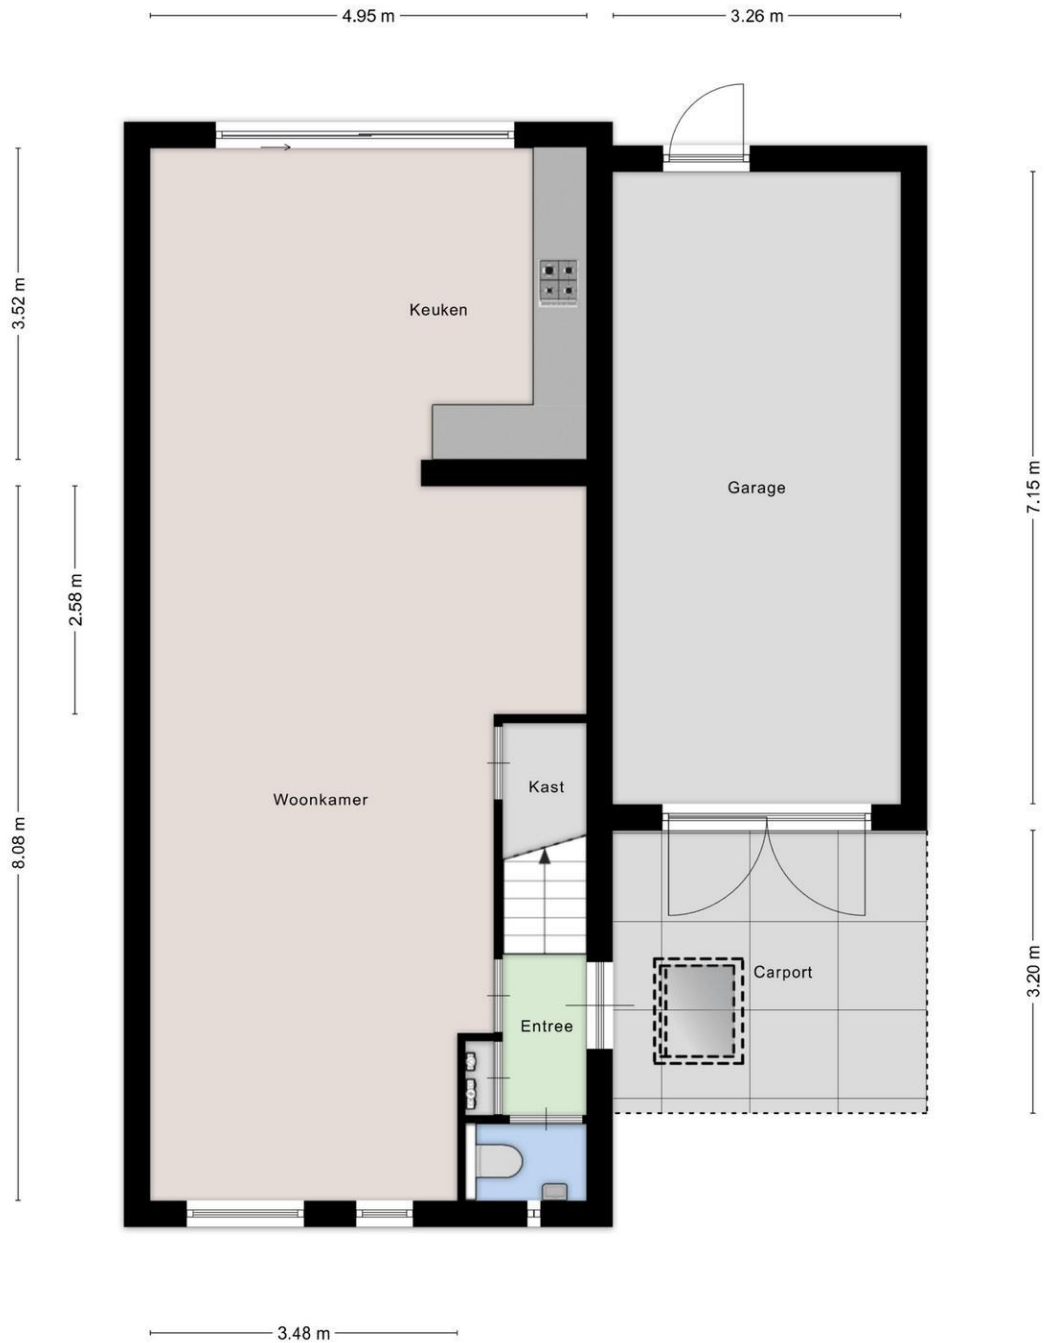 4.95 m
3.26 m
3.52 m
Keuken
7.15 m
Garage
2.58 m
Kast
Woonkamer
8.08 m
Carport
3.20 m
Entree
3.48 m